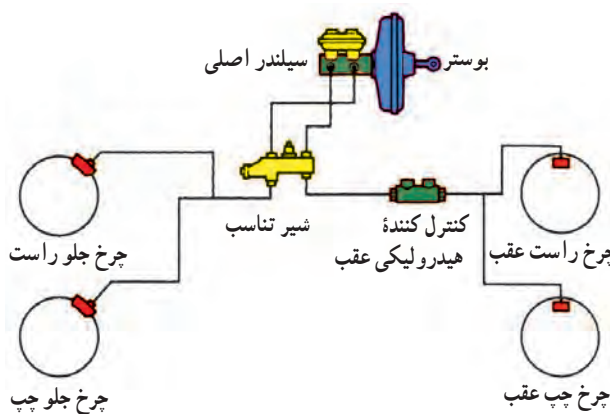 بوستر
سیلندر اصلی
شیر تناسب
کنترل کنندهٔ
هیدرولیکی عقب
چرخ راست عقب
چرخ جلو راست
چرخ چپ عقب
چرخ جلو چپ